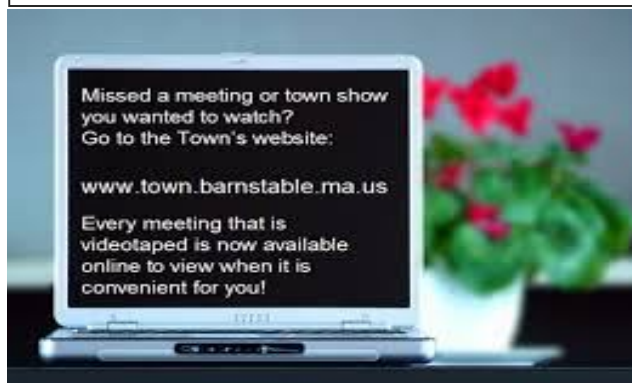 Missed a meeting or town show
you wanted to watch?
Go to the Town's website:
www.town.barnstable.ma.us
Every meeting that is
videotaped is now available
online to view when it is
convenient for you!